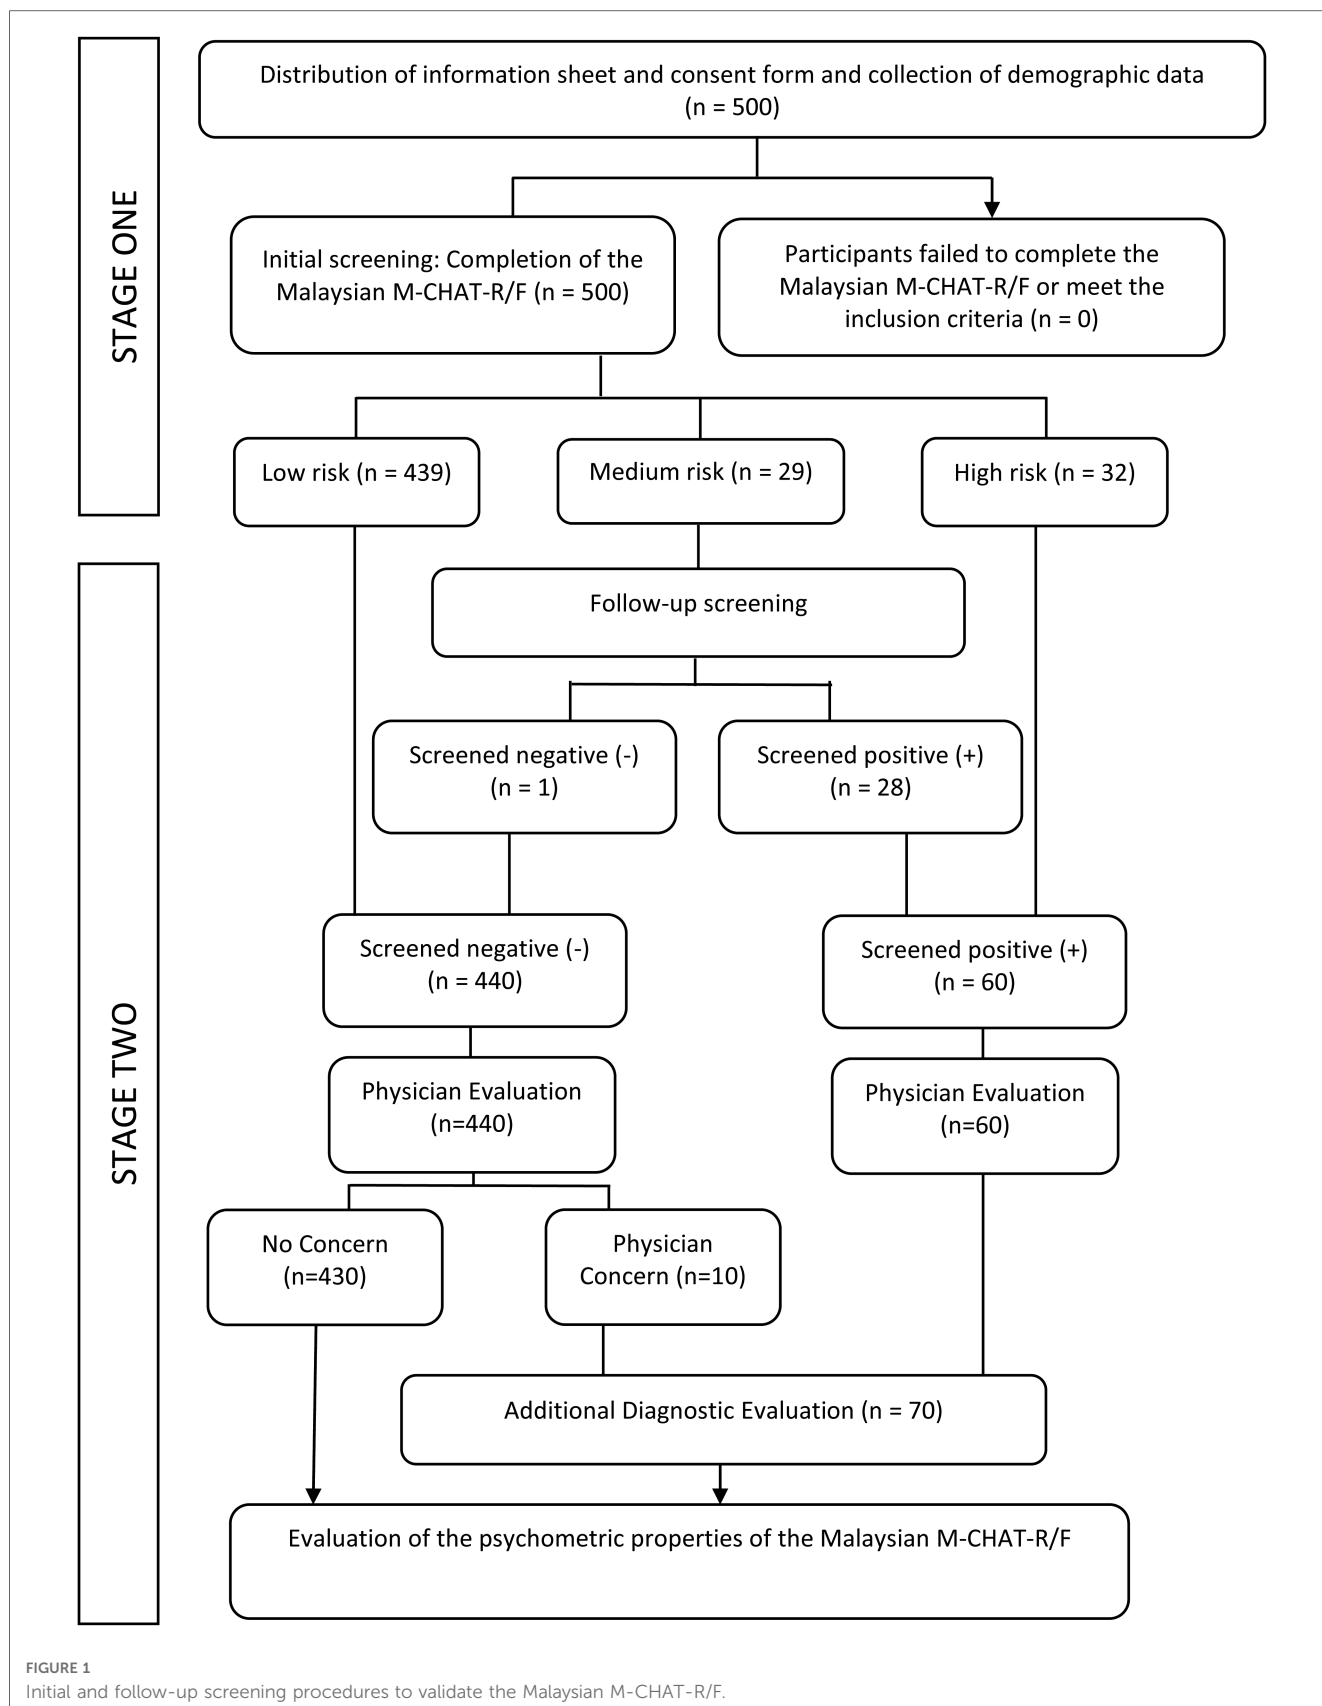 STAGE ONE
Distribution of information sheet and consent form and collection of demographic data
(n = 500)
Initial screening: Completion of the
Malaysian M-CHAT-R/F (n = 500)
Participants failed to complete the
Malaysian M-CHAT-R/F or meet the
inclusion criteria (n = 0)
Low risk (n = 439)
Medium risk (n = 29)
High risk (n = 32)
STAGE TWO
Follow-up screening
Screened negative (-)
(n = 1)
Screened positive (+)
(n = 28)
Screened negative (-)
(n = 440)
Screened positive (+)
(n = 60)
Physician Evaluation
(n=440)
Physician Evaluation
(n=60)
No Concern
(n=430)
Physician
Concern (n=10)
Additional Diagnostic Evaluation (n = 70)
Evaluation of the psychometric properties of the Malaysian M-CHAT-R/F
FIGURE 1
Initial and follow-up screening procedures to validate the Malaysian M-CHAT-R/F.